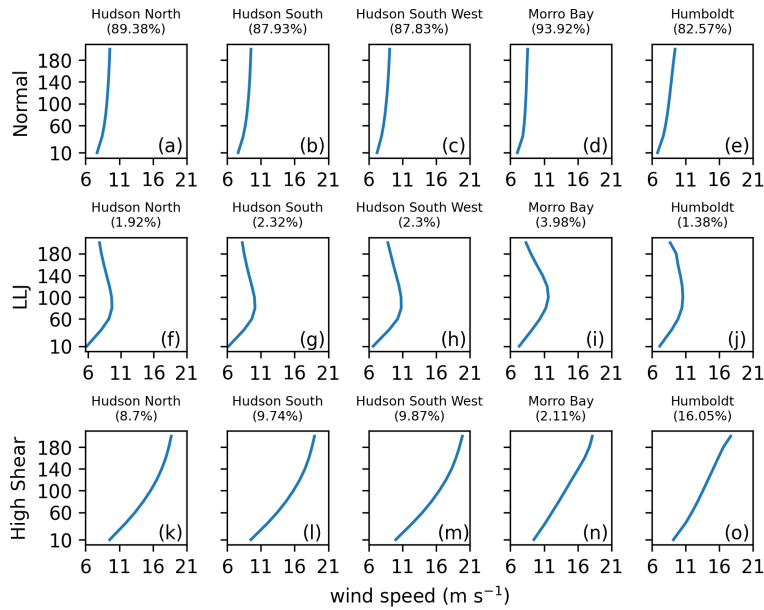 Hudson North Hudson South Hudson South West Morro Bay Humboldt
(89.38%) (87.93%) (87.83%) (93.92%) (82.57%)
Normal
180
100
60
10
(a) (b) (c) (d) (e)
6 11 16 21 6 11 16 21 6 11 16 21 6 11 16 21 6 11 16 21
Hudson North Hudson South Hudson South West Morro Bay Humboldt
(1.92%) (2.32%) (2.3%) (3.98%) (1.38%)
LLJ
180
140
100
60
10
(f) (g) (h) (i) (j)
6 11 16 21 6 11 16 21 6 11 16 21 6 11 16 21 6 11 16 21
Hudson North Hudson South Hudson South West Morro Bay Humboldt
(8.7%) (9.74%) (9.87%) (2.11%) (16.05%)
High Shear
180
140
100
60
10
(k) (l) (m) (n) (o)
6 11 16 21 6 11 16 21 6 11 16 21 6 11 16 21 6 11 16 21
wind speed (m s⁻¹)